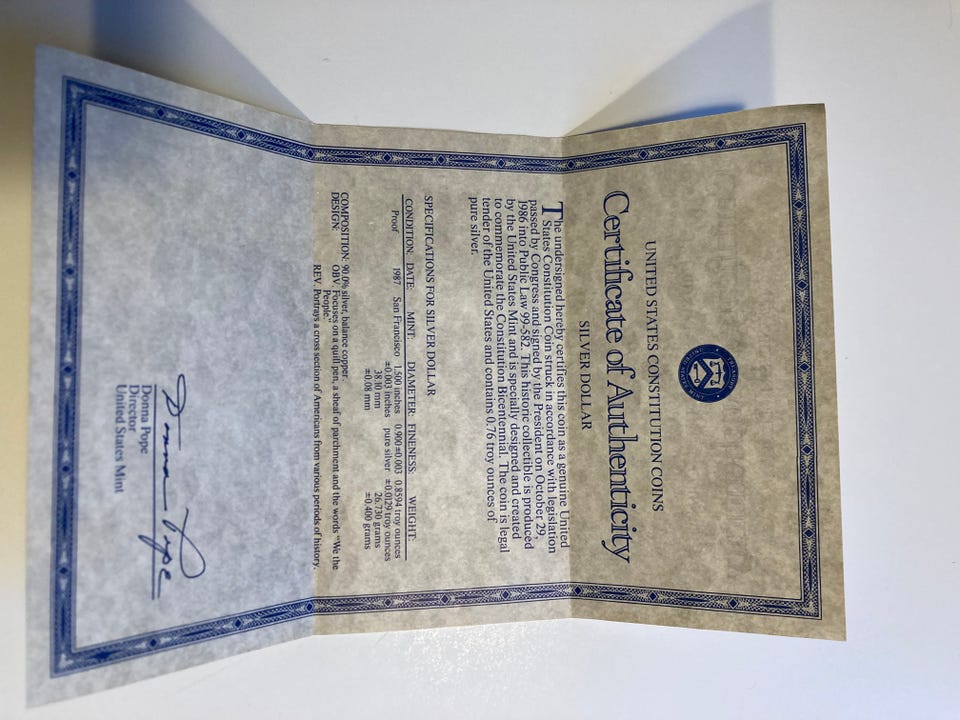 UNITED STATES CONSTITUTION COINS
Certificate of Authenticity
SILVER DOLLAR
The undersigned hereby certifies this coin as a genuine United
States Constitution Coin struck in accordance with legislation
passed by Congress and signed by the President on October 29,
1986 into Public Law 99-582. This historic collectible is produced
by the United States Mint and is specially designed and created
to commemorate the Constitution Bicentennial. The coin is legal
tender of the United States and contains 0.76 troy ounces of
pure silver.
SPECIFICATIONS FOR SILVER DOLLAR
CONDITION: DATE: MINT: DIAMETER: FINENESS: WEIGHT:
Proof 1987 San Francisco 1.500 inches 0.900±0.003 0.8594 troy ounces
±0.003 inches pure silver ±0.0129 troy ounces
38.10 mm 26.730 grams
±0.08 mm ±0.400 grams
COMPOSITION: 90.0% silver, balance copper.
DESIGN: OBV. Focuses on a quill pen, a sheaf of parchment and the words "We the
People."
REV. Portrays a cross section of Americans from various periods of history.
Donna Pope
Donna Pope
Director
United States Mint